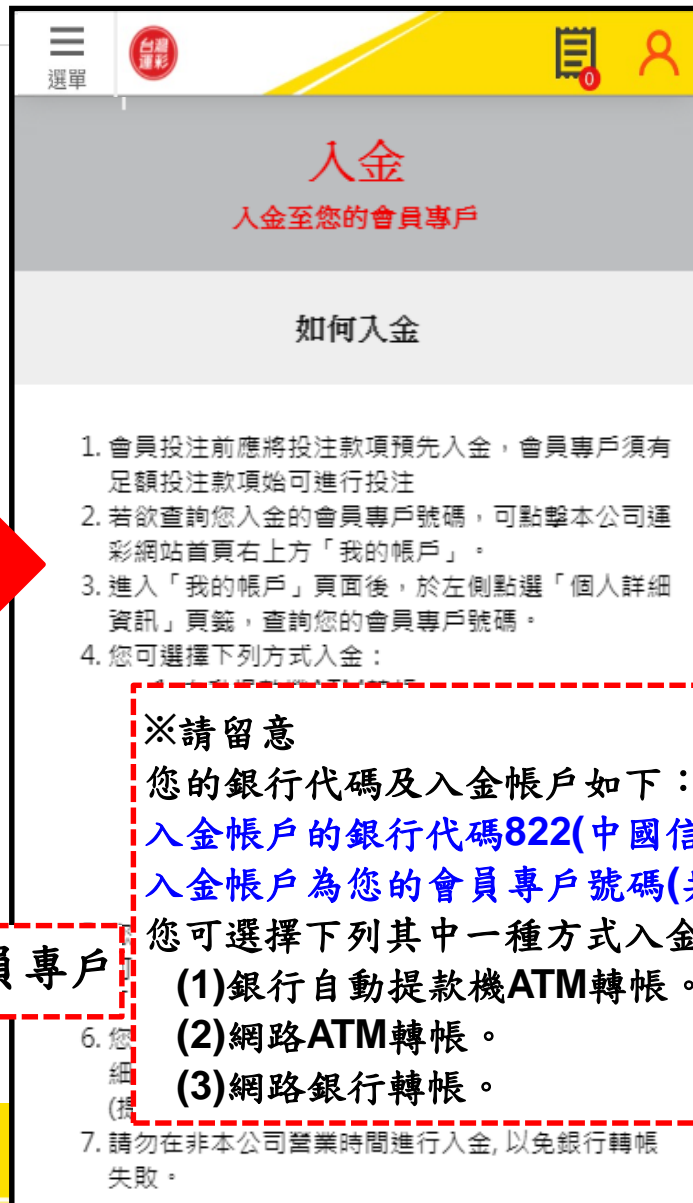 選單
台灣
運彩
0
入金
入金至您的會員專戶
如何入金
1. 會員投注前應將投注款項預先入金，會員專戶須有
足額投注款項始可進行投注
2. 若欲查詢您入金的會員專戶號碼，可點擊本公司運
彩網站首頁右上方「我的帳戶」。
3. 進入「我的帳戶」頁面後，於左側點選「個人詳細
資訊」頁籤，查詢您的會員專戶號碼。
4. 您可選擇下列方式入金：
※請留意
您的銀行代碼及入金帳戶如下：
入金帳戶的銀行代碼822(中國信
入金帳戶為您的會員專戶號碼(
您可選擇下列其中一種方式入金
(1)銀行自動提款機ATM轉帳。
(2)網路ATM轉帳。
(3)網路銀行轉帳。
員專戶
6. 您
細
(提
7. 請勿在非本公司營業時間進行入金, 以免銀行轉帳
失敗。